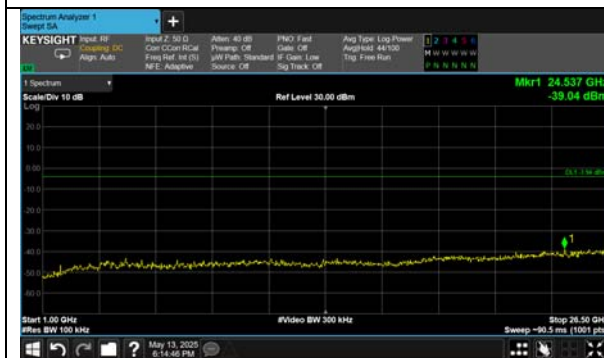 Spectrum Analyzer 1
Swept SA
+
KEYSIGHT
Input: RF
Coupling: DC
Align: Auto
Input Z: 50 Ω
Corr CCorr RCal
Freq Ref: Int (S)
NFE: Adaptive
Atten: 40 dB
Preamp: Off
µW Path: Standard
Source: Off
PNO: Fast
Gate: Off
IF Gain: Low
Sig Track: Off
Avg Type: Log-Power
Avg|Hold: 44/100
Trig: Free Run
1 2 3 4 5 6
M W W W W W
P N N N N N
1 Spectrum
Scale/Div 10 dB
Log
Ref Level 30.00 dBm
Mkr1 24.537 GHz
-39.04 dBm
20.0
10.0
0.00
-10.0
-20.0
-30.0
-40.0
-50.0
-60.0
1
Start 1.00 GHz
#Res BW 100 kHz
#Video BW 300 kHz
Stop 26.50 GHz
Sweep ~90.5 ms (1001 pts)
?
May 13, 2025
6:14:46 PM